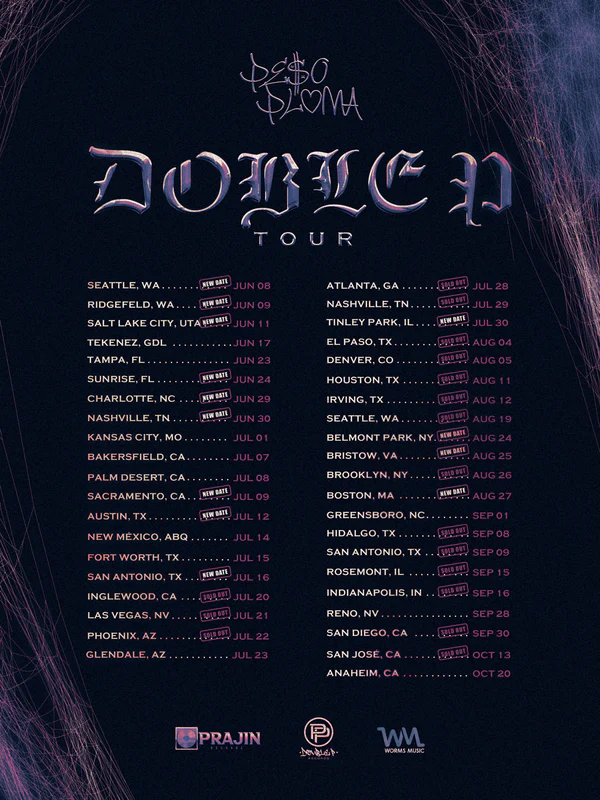 PE$O
PLUMA
DOBLE P
TOUR
SEATTLE, WA ....... NEW DATE JUN 08
RIDGEFELD, WA .... NEW DATE JUN 09
SALT LAKE CITY, UTA NEW DATE JUN 11
TEKENEZ, GDL .......... JUN 17
TAMPA, FL .............. JUN 23
SUNRISE, FL ....... NEW DATE JUN 24
CHARLOTTE, NC .... NEW DATE JUN 29
NASHVILLE, TN ..... NEW DATE JUN 30
KANSAS CITY, MO ........ JUL 01
BAKERSFIELD, CA ........ JUL 07
PALM DESERT, CA ........ JUL 08
SACRAMENTO, CA ... NEW DATE JUL 09
AUSTIN, TX ......... NEW DATE JUL 12
NEW MÉXICO, ABQ ....... JUL 14
FORT WORTH, TX ......... JUL 15
SAN ANTONIO, TX ... NEW DATE JUL 16
INGLEWOOD, CA .... SOLD OUT JUL 20
LAS VEGAS, NV ..... SOLD OUT JUL 21
PHOENIX, AZ ....... SOLD OUT JUL 22
GLENDALE, AZ ........... JUL 23
ATLANTA, GA ....... SOLD OUT JUL 28
NASHVILLE, TN ..... SOLD OUT JUL 29
TINLEY PARK, IL .... NEW DATE JUL 30
EL PASO, TX ....... SOLD OUT AUG 04
DENVER, CO ....... SOLD OUT AUG 05
HOUSTON, TX ...... SOLD OUT AUG 11
IRVING, TX ........ SOLD OUT AUG 12
SEATTLE, WA ...... SOLD OUT AUG 19
BELMONT PARK, NY. NEW DATE AUG 24
BRISTOW, VA ...... NEW DATE AUG 25
BROOKLYN, NY ..... SOLD OUT AUG 26
BOSTON, MA ....... NEW DATE AUG 27
GREENSBORO, NC ........ SEP 01
HIDALGO, TX ...... SOLD OUT SEP 08
SAN ANTONIO, TX .. SOLD OUT SEP 09
ROSEMONT, IL ..... SOLD OUT SEP 15
INDIANAPOLIS, IN .. SOLD OUT SEP 16
RENO, NV ............... SEP 28
SAN DIEGO, CA .... SOLD OUT SEP 30
SAN JOSÉ, CA ..... SOLD OUT OCT 13
ANAHEIM, CA ............ OCT 20
PRAJIN
RECORDS
DOUBLE P
RECORDS
WM
WORMS MUSIC